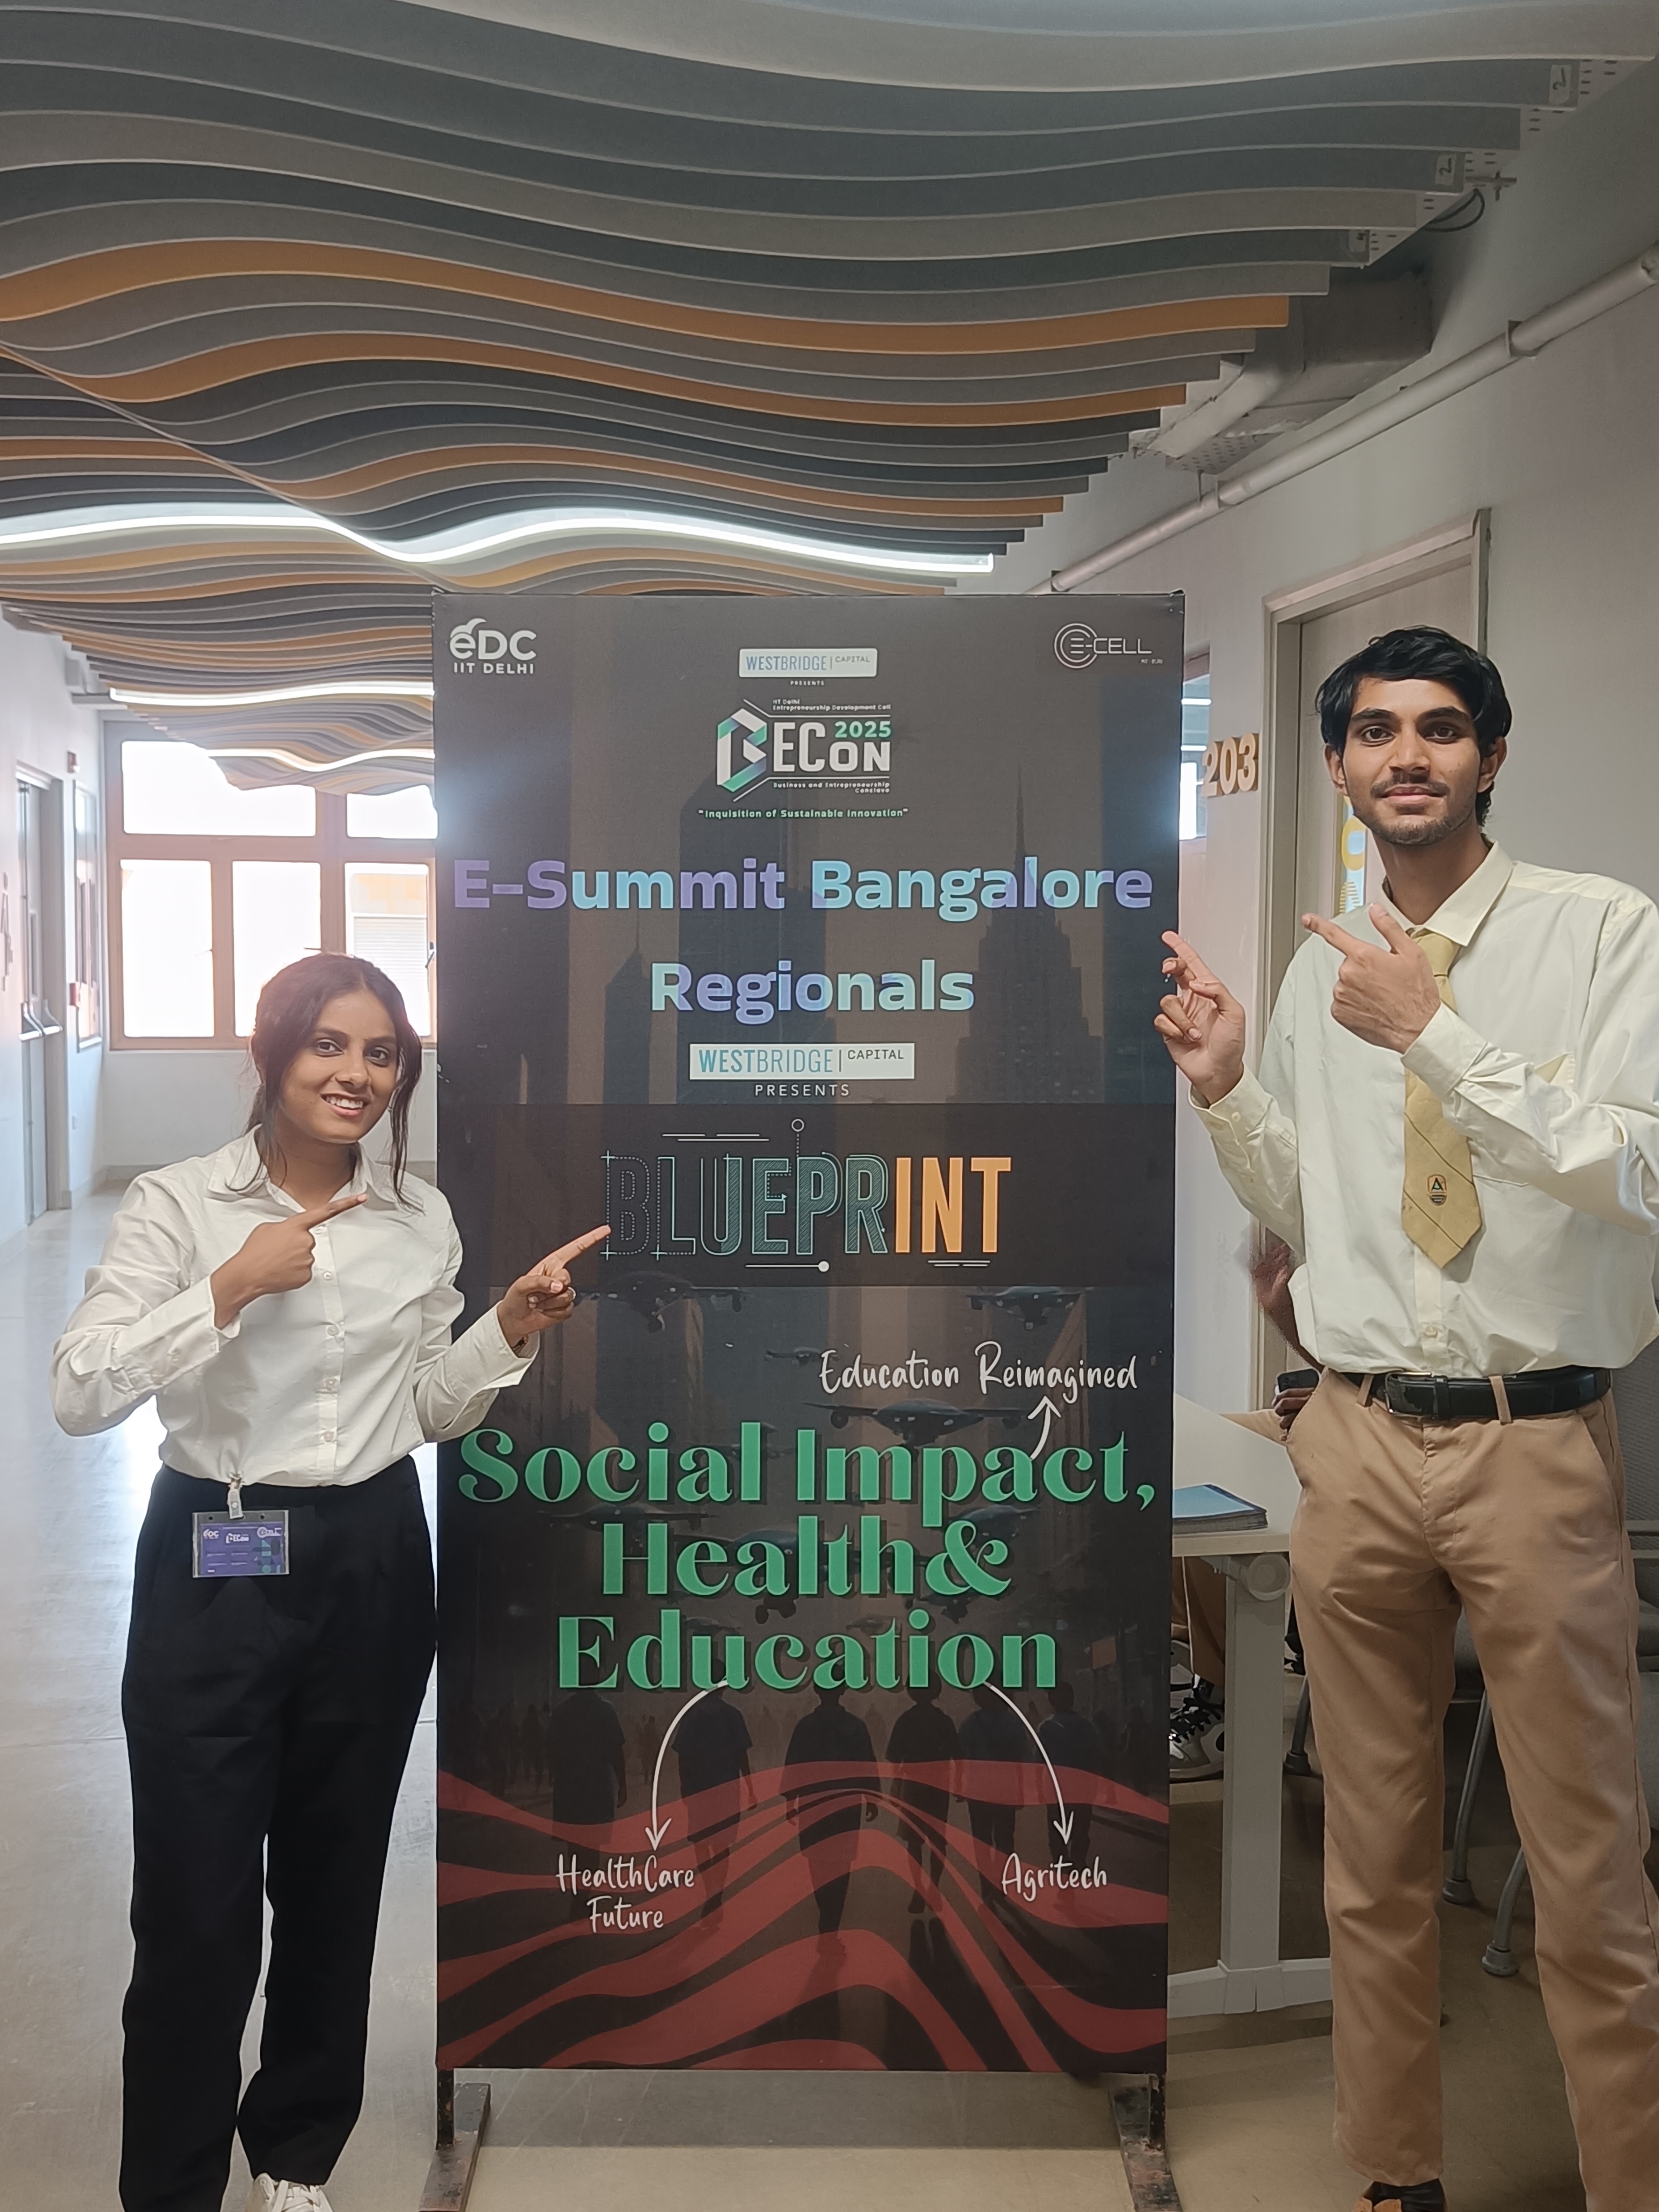 eDC
IIT DELHI
WESTBRIDGE | CAPITAL
PRESENTS
E-CELL
IIT Delhi
Entrepreneurship Development Cell
BECON 2025
Business and Entrepreneurship
Conclave
"Inquisition of Sustainable Innovation"
E-Summit Bangalore
Regionals
WESTBRIDGE | CAPITAL
PRESENTS
BLUEPRINT
Education Reimagined
Social Impact,
Health &
Education
HealthCare
Future
Agritech
203
2
2